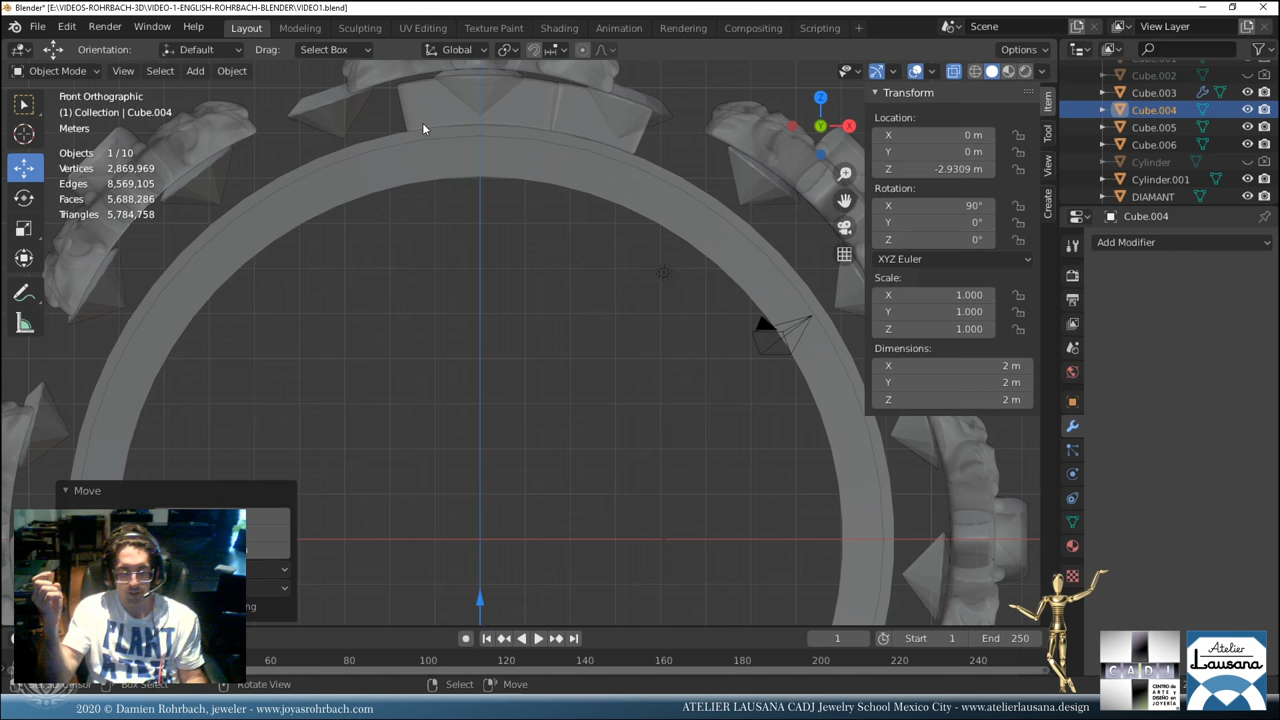 Blender* [E:\VIDEOS-ROHRBACH-3D\VIDEO-1-ENGLISH-ROHRBACH-BLENDER\VIDEO1.blend]
File Edit Render Window Help Layout Modeling Sculpting UV Editing Texture Paint Shading Animation Rendering Compositing Scripting Scene View Layer
Orientation: Default Drag: Select Box Global Options
Object Mode View Select Add Object
Front Orthographic
(1) Collection | Cube.004
Meters
Objects 1 / 10
Vertices 2,869,969
Edges 8,569,105
Faces 5,688,286
Triangles 5,784,758
Z
Y
X
Transform
Location:
X 0 m
Y 0 m
Z -2.9309 m
Rotation:
X 90°
Y 0°
Z 0°
XYZ Euler
Scale:
X 1.000
Y 1.000
Z 1.000
Dimensions:
X 2 m
Y 2 m
Z 2 m
Item
Tool
View
Create
Cube.002
Cube.003
Cube.004
Cube.005
Cube.006
Cylinder
Cylinder.001
DIAMANT
Cube.004
Add Modifier
Move
PLANT
1 Start 1 End 250
60 80 100 120 140 160 180 200 220 240
Box Select Rotate View Select Move
CADJ
CENTRO DE
ARTE Y
DISEÑO EN
JOYERÍA
Atelier
Lausana
2020 © Damien Rohrbach, jeweler - www.joyasrohrbach.com
ATELIER LAUSANA CADJ Jewelry School Mexico City - www.atelierlausana.design